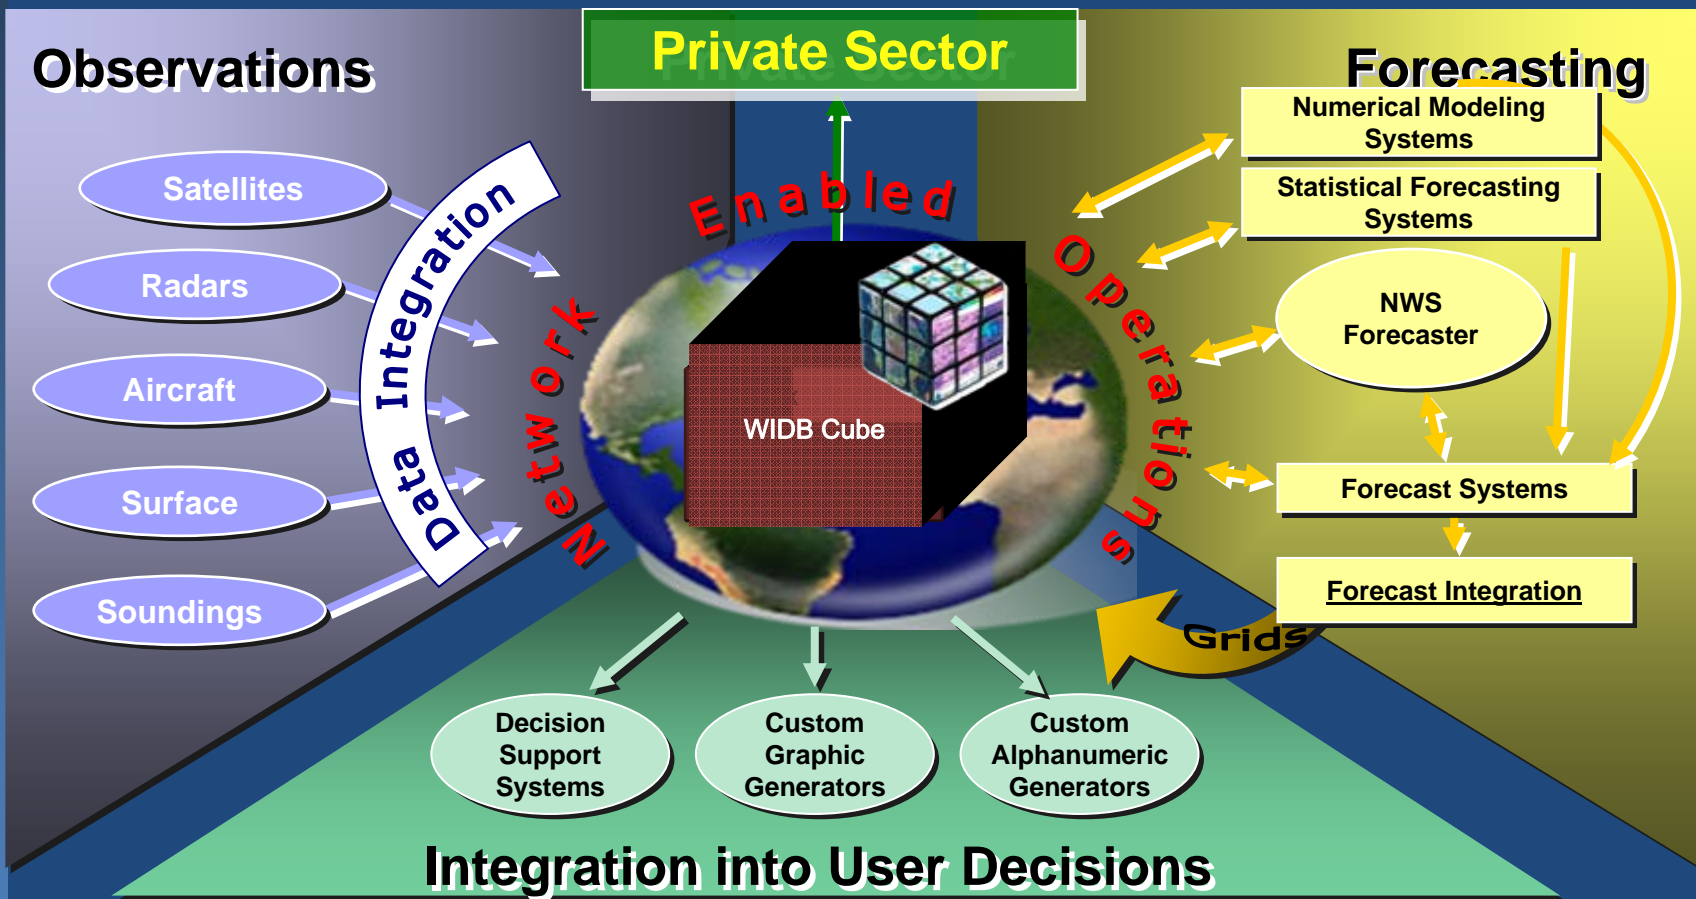 Private Sector
Observations
Forecasting
Satellites
Radars
Aircraft
Surface
Soundings
Data Integration
Network Enabled Operations
WIDB Cube
Numerical Modeling
Systems
Statistical Forecasting
Systems
NWS
Forecaster
Forecast Systems
Forecast Integration
Grids
Decision
Support
Systems
Custom
Graphic
Generators
Custom
Alphanumeric
Generators
Integration into User Decisions